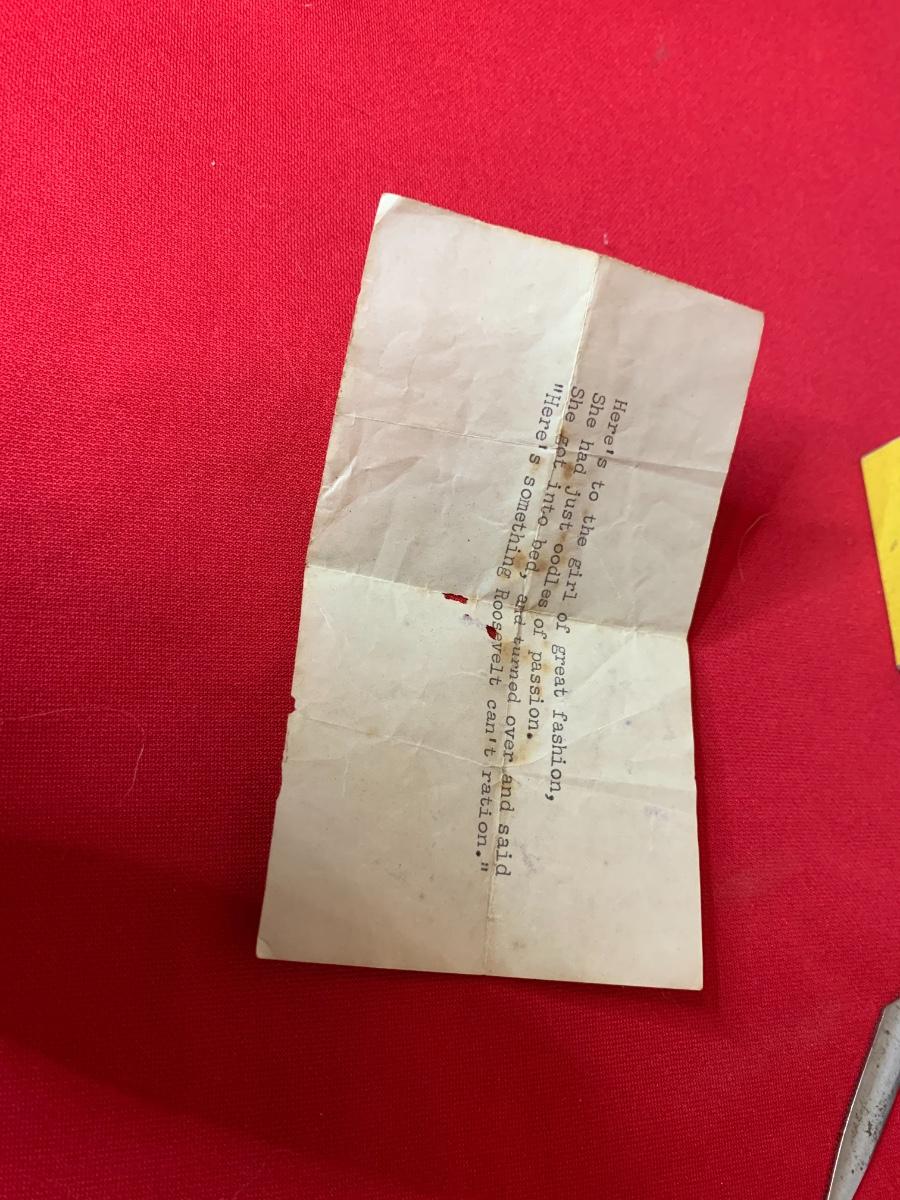 Here's to the girl of great fashion,
She had just oodles of passion.
She got into bed, and turned over and said
"Here's something Roosevelt can't ration."